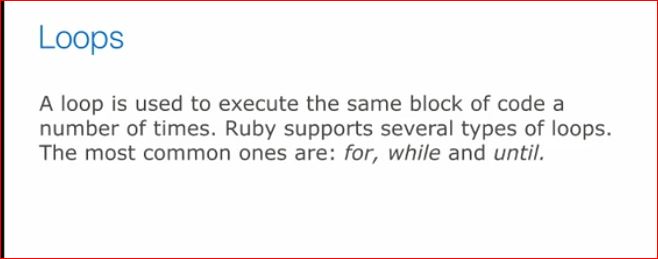 Loops
A loop is used to execute the same block of code a
number of times. Ruby supports several types of loops.
The most common ones are: for, while and until.